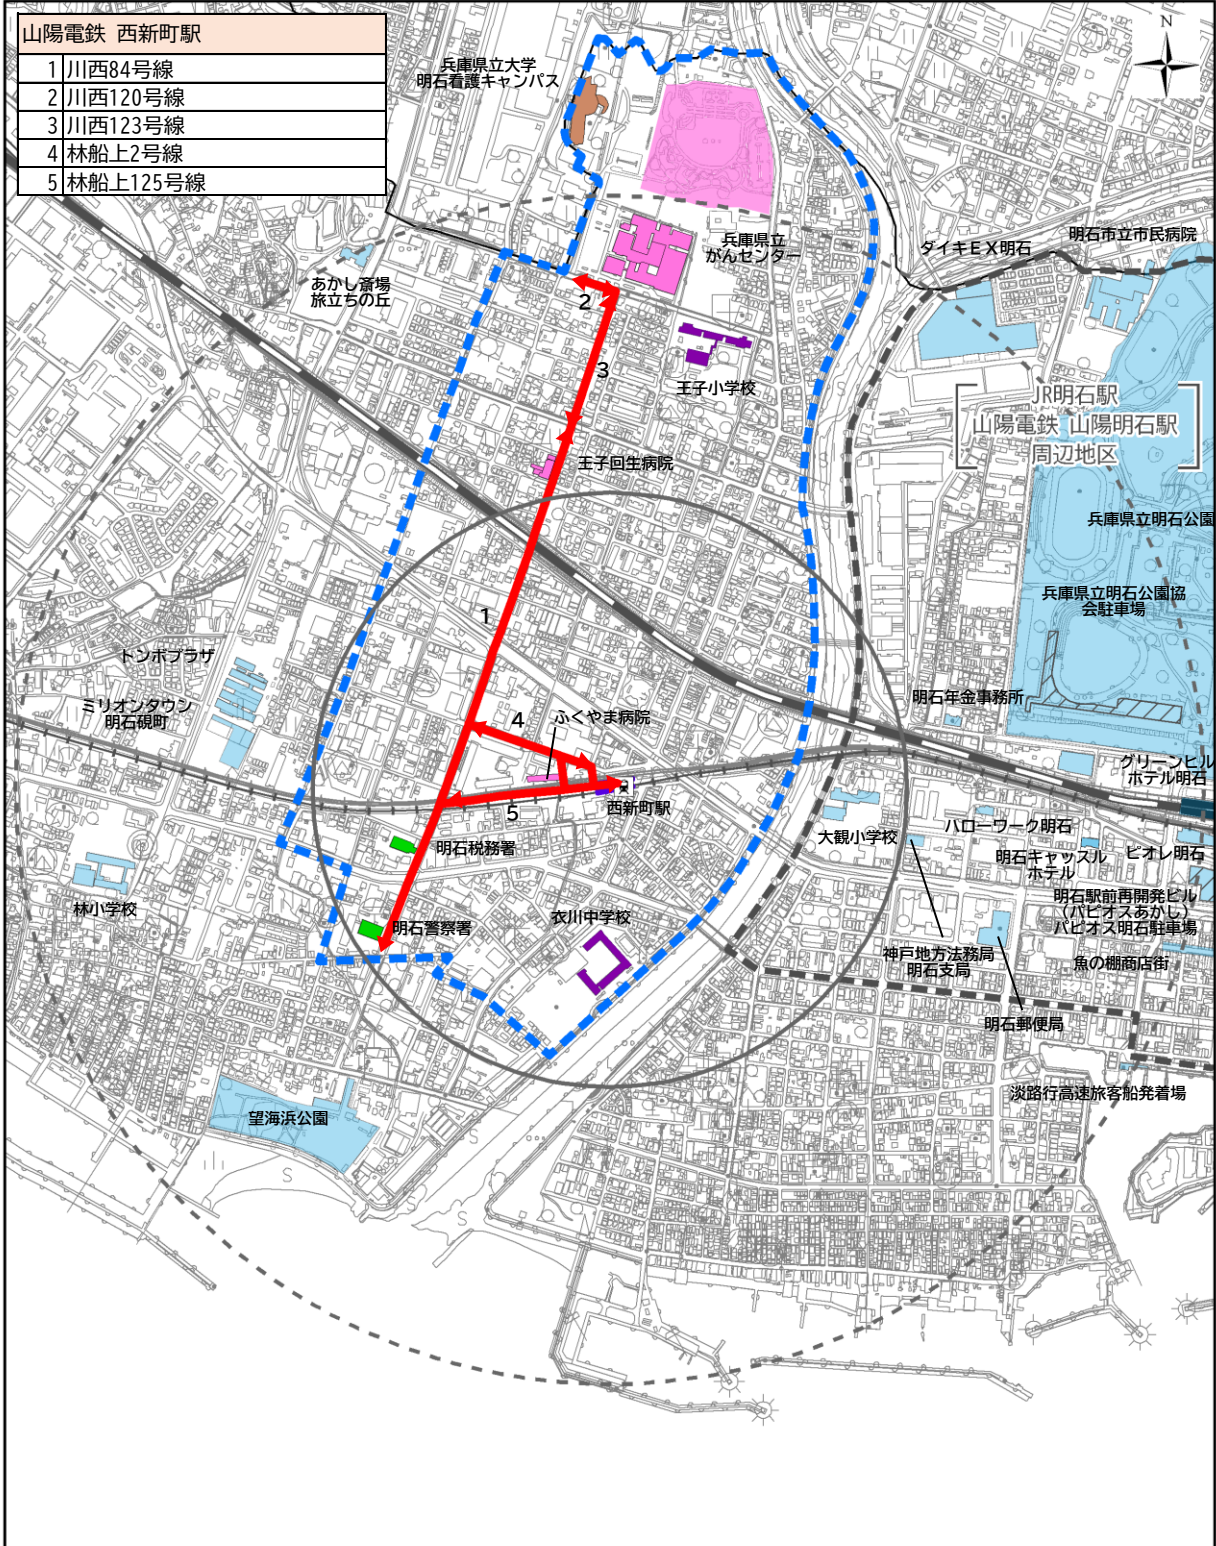 山陽電鉄 西新町駅
1 川西84号線
2 川西120号線
3 川西123号線
4 林船上2号線
5 林船上125号線
N
兵庫県立大学
明石看護キャンパス
兵庫県立
がんセンター
ダイキEX明石
明石市立市民病院
あかし斎場
旅立ちの丘
2
3
王子小学校
JR明石駅
山陽電鉄 山陽明石駅
周辺地区
王子回生病院
兵庫県立明石公園
兵庫県立明石公園協
会駐車場
1
トンボプラザ
ミリオンタウン
明石硯町
明石年金事務所
4
ふくやま病院
グリーンヒル
ホテル明石
5
西新町駅
大観小学校
ハローワーク明石
明石税務署
明石キャッスル
ホテル
ピオレ明石
林小学校
明石警察署
衣川中学校
明石駅前再開発ビル
（パピオスあかし）
パピオス明石駐車場
神戸地方法務局
明石支局
魚の棚商店街
明石郵便局
淡路行高速旅客船発着場
望海浜公園
S
S
S
S